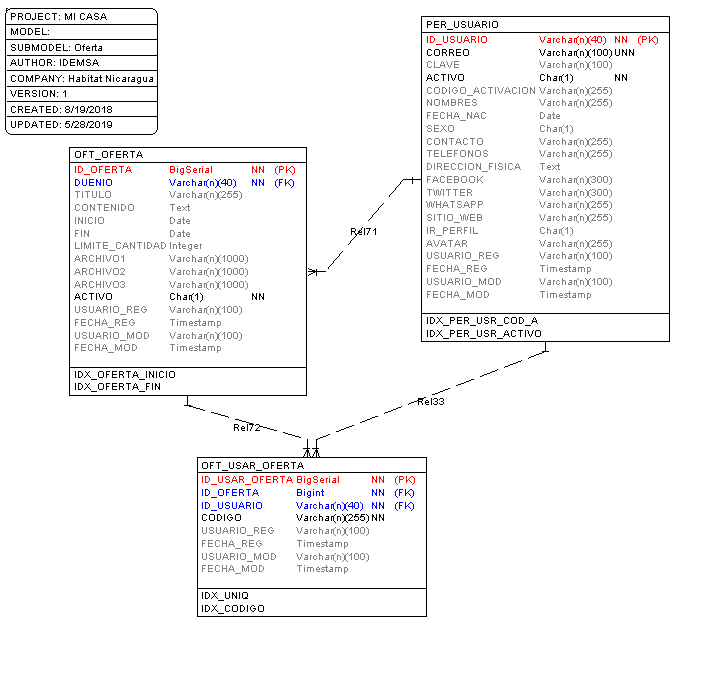 PROJECT: MI CASA
MODEL:
SUBMODEL: Oferta
AUTHOR: IDEMSA
COMPANY: Habitat Nicaragua
VERSION: 1
CREATED: 8/19/2018
UPDATED: 5/28/2019
PER_USUARIO
ID_USUARIO Varchar(n)(40) NN (PK)
CORREO Varchar(n)(100) UNN
CLAVE Varchar(n)(100)
ACTIVO Char(1) NN
CODIGO_ACTIVACION Varchar(n)(255)
NOMBRES Varchar(n)(255)
FECHA_NAC Date
SEXO Char(1)
CONTACTO Varchar(n)(255)
TELEFONOS Varchar(n)(255)
DIRECCION_FISICA Text
FACEBOOK Varchar(n)(300)
TWITTER Varchar(n)(300)
WHATSAPP Varchar(n)(255)
SITIO_WEB Varchar(n)(255)
IR_PERFIL Char(1)
AVATAR Varchar(n)(255)
USUARIO_REG Varchar(n)(100)
FECHA_REG Timestamp
USUARIO_MOD Varchar(n)(100)
FECHA_MOD Timestamp
IDX_PER_USR_COD_A
IDX_PER_USR_ACTIVO
OFT_OFERTA
ID_OFERTA BigSerial NN (PK)
DUENIO Varchar(n)(40) NN (FK)
TITULO Varchar(n)(255)
CONTENIDO Text
INICIO Date
FIN Date
LIMITE_CANTIDAD Integer
ARCHIVO1 Varchar(n)(1000)
ARCHIVO2 Varchar(n)(1000)
ARCHIVO3 Varchar(n)(1000)
ACTIVO Char(1) NN
USUARIO_REG Varchar(n)(100)
FECHA_REG Timestamp
USUARIO_MOD Varchar(n)(100)
FECHA_MOD Timestamp
IDX_OFERTA_INICIO
IDX_OFERTA_FIN
Rel71
Rel33
Rel72
OFT_USAR_OFERTA
ID_USAR_OFERTA BigSerial NN (PK)
ID_OFERTA Bigint NN (FK)
ID_USUARIO Varchar(n)(40) NN (FK)
CODIGO Varchar(n)(255) NN
USUARIO_REG Varchar(n)(100)
FECHA_REG Timestamp
USUARIO_MOD Varchar(n)(100)
FECHA_MOD Timestamp
IDX_UNIQ
IDX_CODIGO